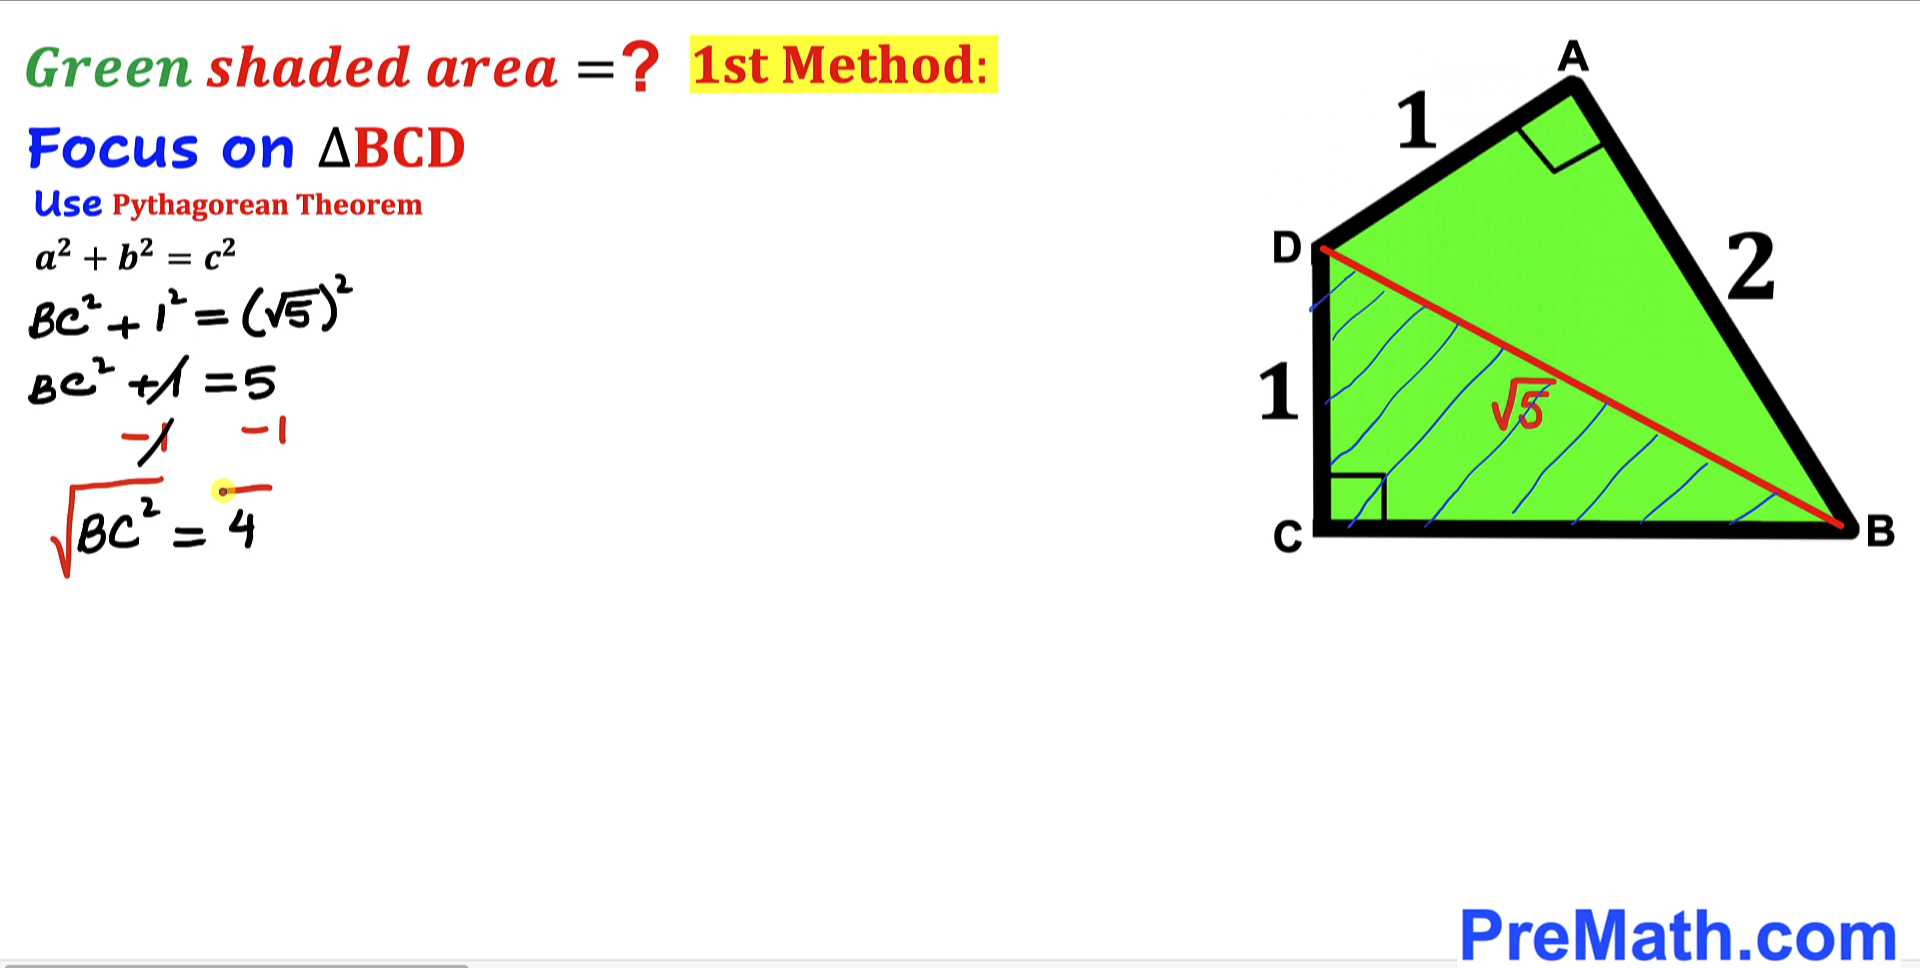 Green shaded area =? 1st Method:
Focus on ΔBCD
Use Pythagorean Theorem
a² + b² = c²
BC² + 1² = (√5)²
BC² + 1 = 5
-1 -1
√BC² = 4
A
1
D
2
1
√5
C
B
PreMath.com